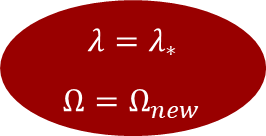 λ = λ*
Ω = Ωnew